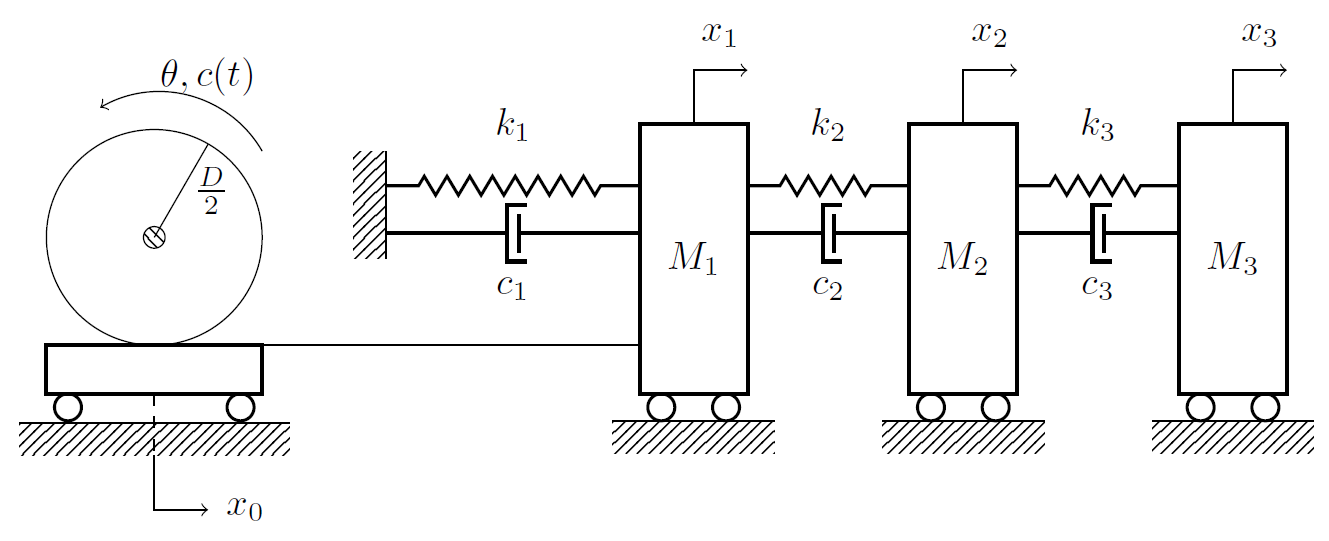 θ, c(t)
D/2
k₁
c₁
x₁
M₁
k₂
c₂
x₂
M₂
k₃
c₃
x₃
M₃
x₀